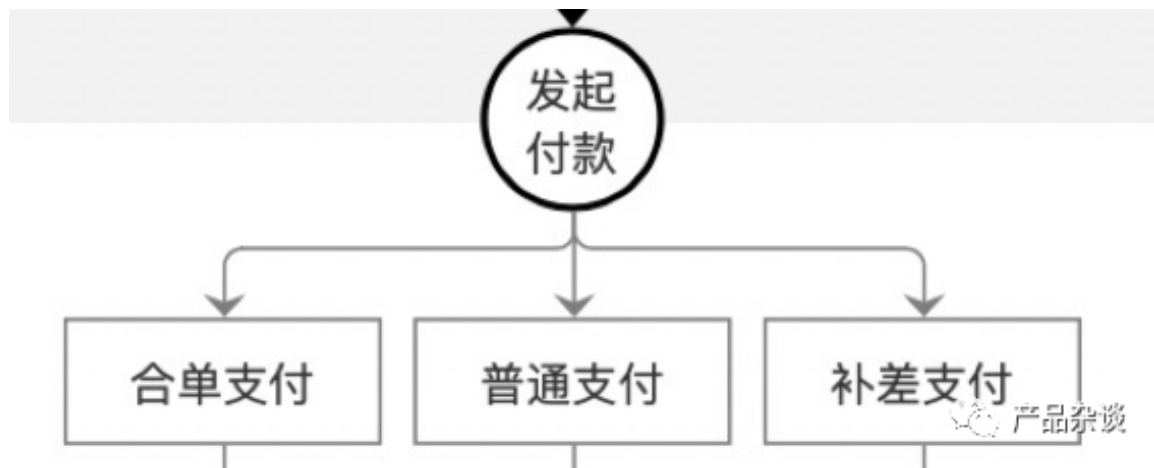 发起
付款
合单支付
普通支付
补差支付
产品杂谈